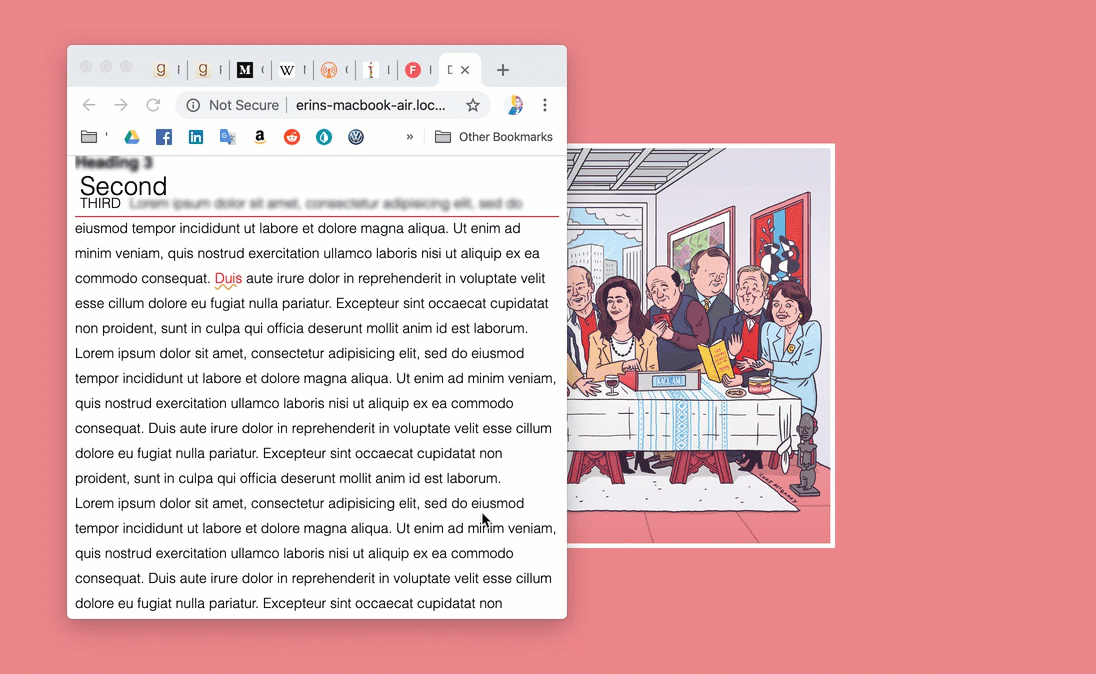 Not Secure
erins-macbook-air.loc...
» Other Bookmarks
Heading 3
Second
THIRD Lorem ipsum dolor sit amet, consectetur adipisicing elit, sed do
eiusmod tempor incididunt ut labore et dolore magna aliqua. Ut enim ad
minim veniam, quis nostrud exercitation ullamco laboris nisi ut aliquip ex ea
commodo consequat. Duis aute irure dolor in reprehenderit in voluptate velit
esse cillum dolore eu fugiat nulla pariatur. Excepteur sint occaecat cupidatat
non proident, sunt in culpa qui officia deserunt mollit anim id est laborum.
Lorem ipsum dolor sit amet, consectetur adipisicing elit, sed do eiusmod
tempor incididunt ut labore et dolore magna aliqua. Ut enim ad minim veniam,
quis nostrud exercitation ullamco laboris nisi ut aliquip ex ea commodo
consequat. Duis aute irure dolor in reprehenderit in voluptate velit esse cillum
dolore eu fugiat nulla pariatur. Excepteur sint occaecat cupidatat non
proident, sunt in culpa qui officia deserunt mollit anim id est laborum.
Lorem ipsum dolor sit amet, consectetur adipisicing elit, sed do eiusmod
tempor incididunt ut labore et dolore magna aliqua. Ut enim ad minim veniam,
quis nostrud exercitation ullamco laboris nisi ut aliquip ex ea commodo
consequat. Duis aute irure dolor in reprehenderit in voluptate velit esse cillum
dolore eu fugiat nulla pariatur. Excepteur sint occaecat cupidatat non